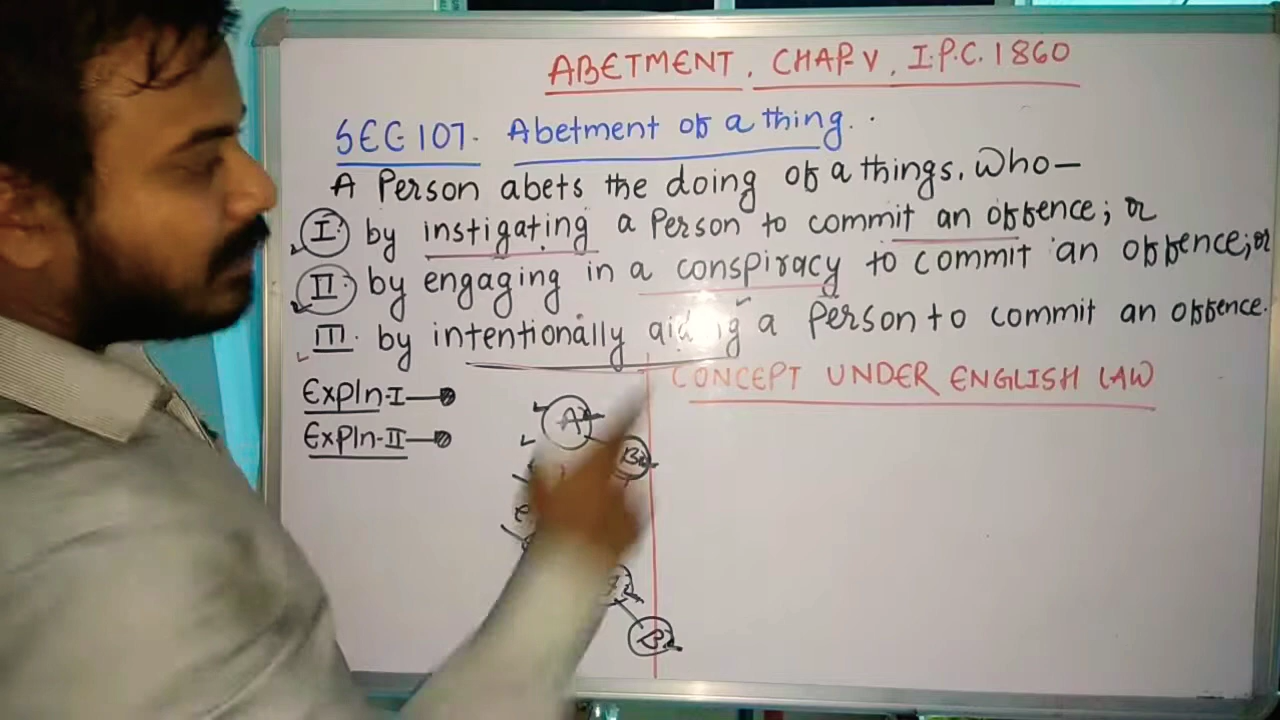 ABETMENT. CHAP-V, I.P.C. 1860
SEC-107. Abetment of a thing.
A Person abets the doing of a things. Who—
I. by instigating a Person to commit an offence; or
II. by engaging in a conspiracy to commit an offence; or
III. by intentionally aiding a Person to commit an offence.
CONCEPT UNDER ENGLISH LAW
Expln-I
Expln-II
A
B
B